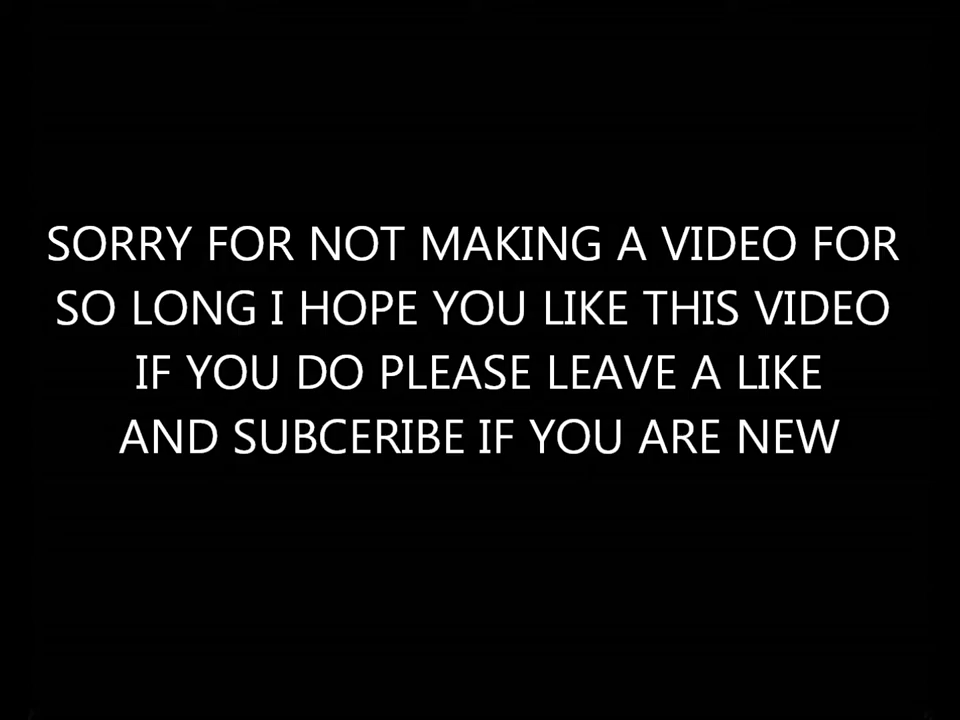 SORRY FOR NOT MAKING A VIDEO FOR
SO LONG I HOPE YOU LIKE THIS VIDEO
IF YOU DO PLEASE LEAVE A LIKE
AND SUBCERIBE IF YOU ARE NEW